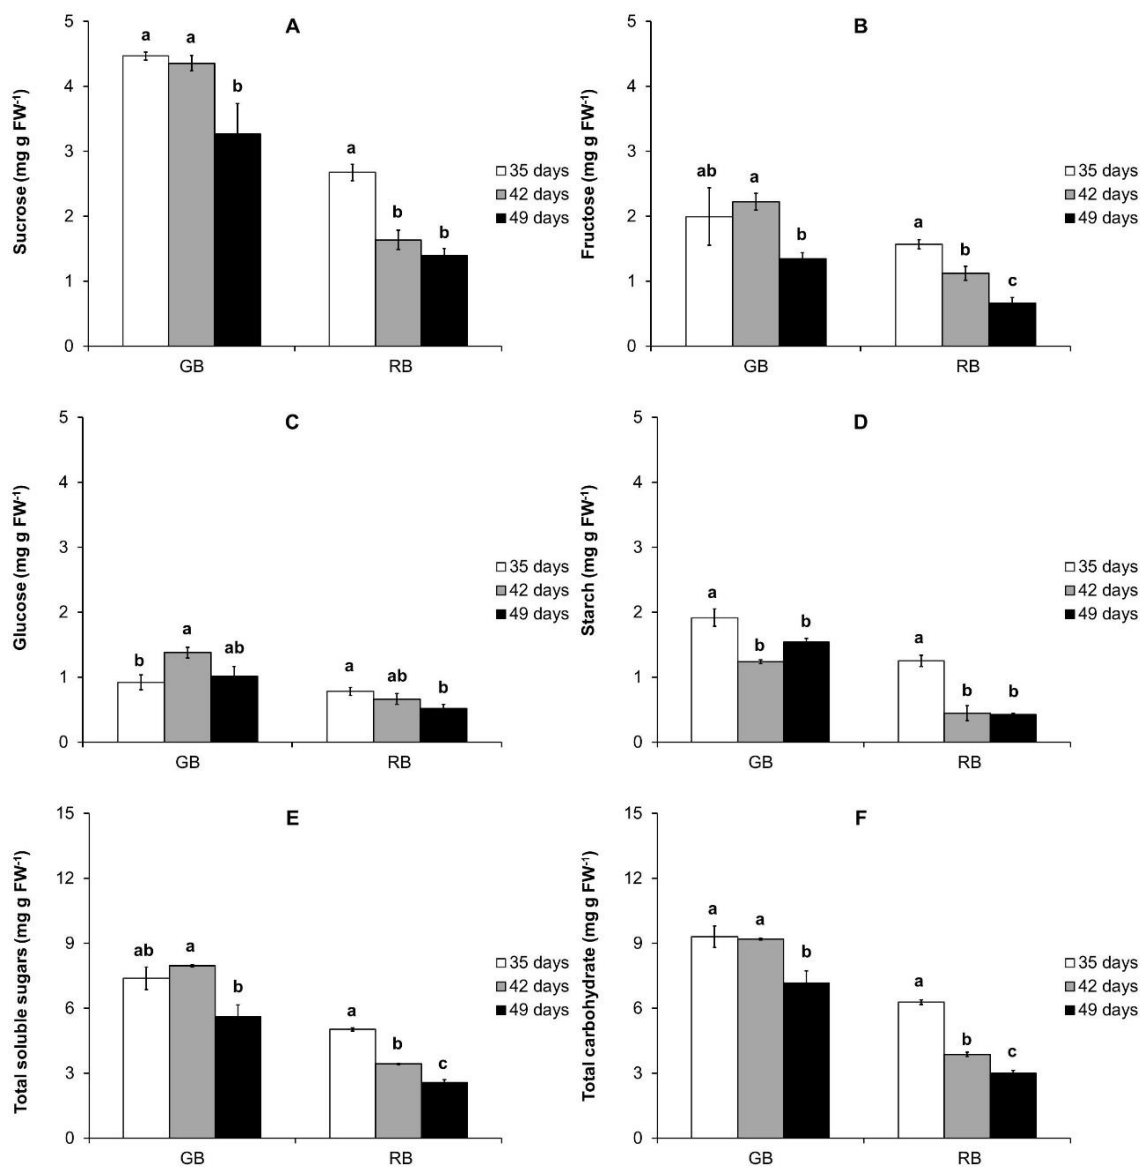 A
Sucrose (mg g FW⁻¹)
5
4
3
2
1
0
a
a
b
a
b
b
GB
RB
35 days
42 days
49 days
B
Fructose (mg g FW⁻¹)
5
4
3
2
1
0
ab
a
b
a
b
c
GB
RB
35 days
42 days
49 days
C
Glucose (mg g FW⁻¹)
5
4
3
2
1
0
b
a
ab
a
ab
b
GB
RB
35 days
42 days
49 days
D
Starch (mg g FW⁻¹)
5
4
3
2
1
0
a
b
b
a
b
b
GB
RB
35 days
42 days
49 days
E
Total soluble sugars (mg g FW⁻¹)
15
12
9
6
3
0
ab
a
b
a
b
c
GB
RB
35 days
42 days
49 days
F
Total carbohydrate (mg g FW⁻¹)
15
12
9
6
3
0
a
a
b
a
b
c
GB
RB
35 days
42 days
49 days